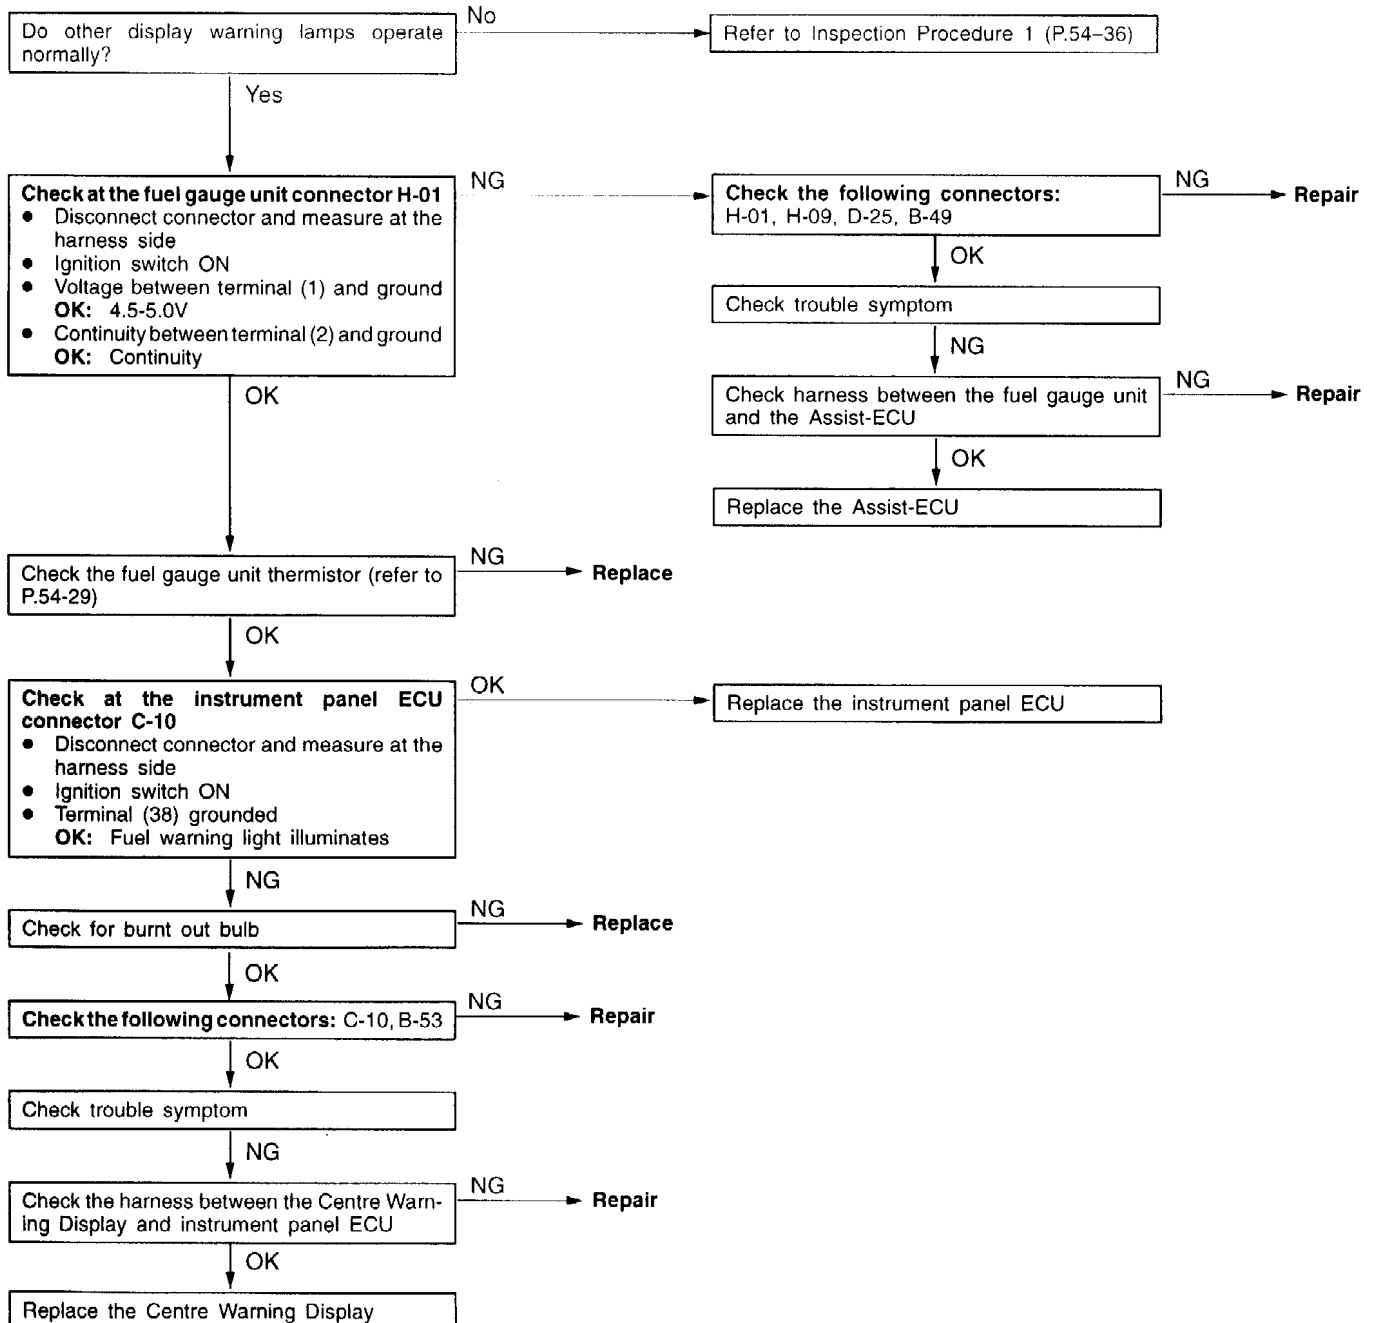 Do other display warning lamps operate
normally?
No
Refer to Inspection Procedure 1 (P.54–36)
Yes
Check at the fuel gauge unit connector H-01
● Disconnect connector and measure at the
harness side
● Ignition switch ON
● Voltage between terminal (1) and ground
OK: 4.5-5.0V
● Continuity between terminal (2) and ground
OK: Continuity
NG
Check the following connectors:
H-01, H-09, D-25, B-49
NG
Repair
OK
Check trouble symptom
NG
Check harness between the fuel gauge unit
and the Assist-ECU
NG
Repair
OK
Replace the Assist-ECU
OK
Check the fuel gauge unit thermistor (refer to
P.54-29)
NG
Replace
OK
Check at the instrument panel ECU
connector C-10
● Disconnect connector and measure at the
harness side
● Ignition switch ON
● Terminal (38) grounded
OK: Fuel warning light illuminates
OK
Replace the instrument panel ECU
NG
Check for burnt out bulb
NG
Replace
OK
Check the following connectors: C-10, B-53
NG
Repair
OK
Check trouble symptom
NG
Check the harness between the Centre Warn-
ing Display and instrument panel ECU
NG
Repair
OK
Replace the Centre Warning Display